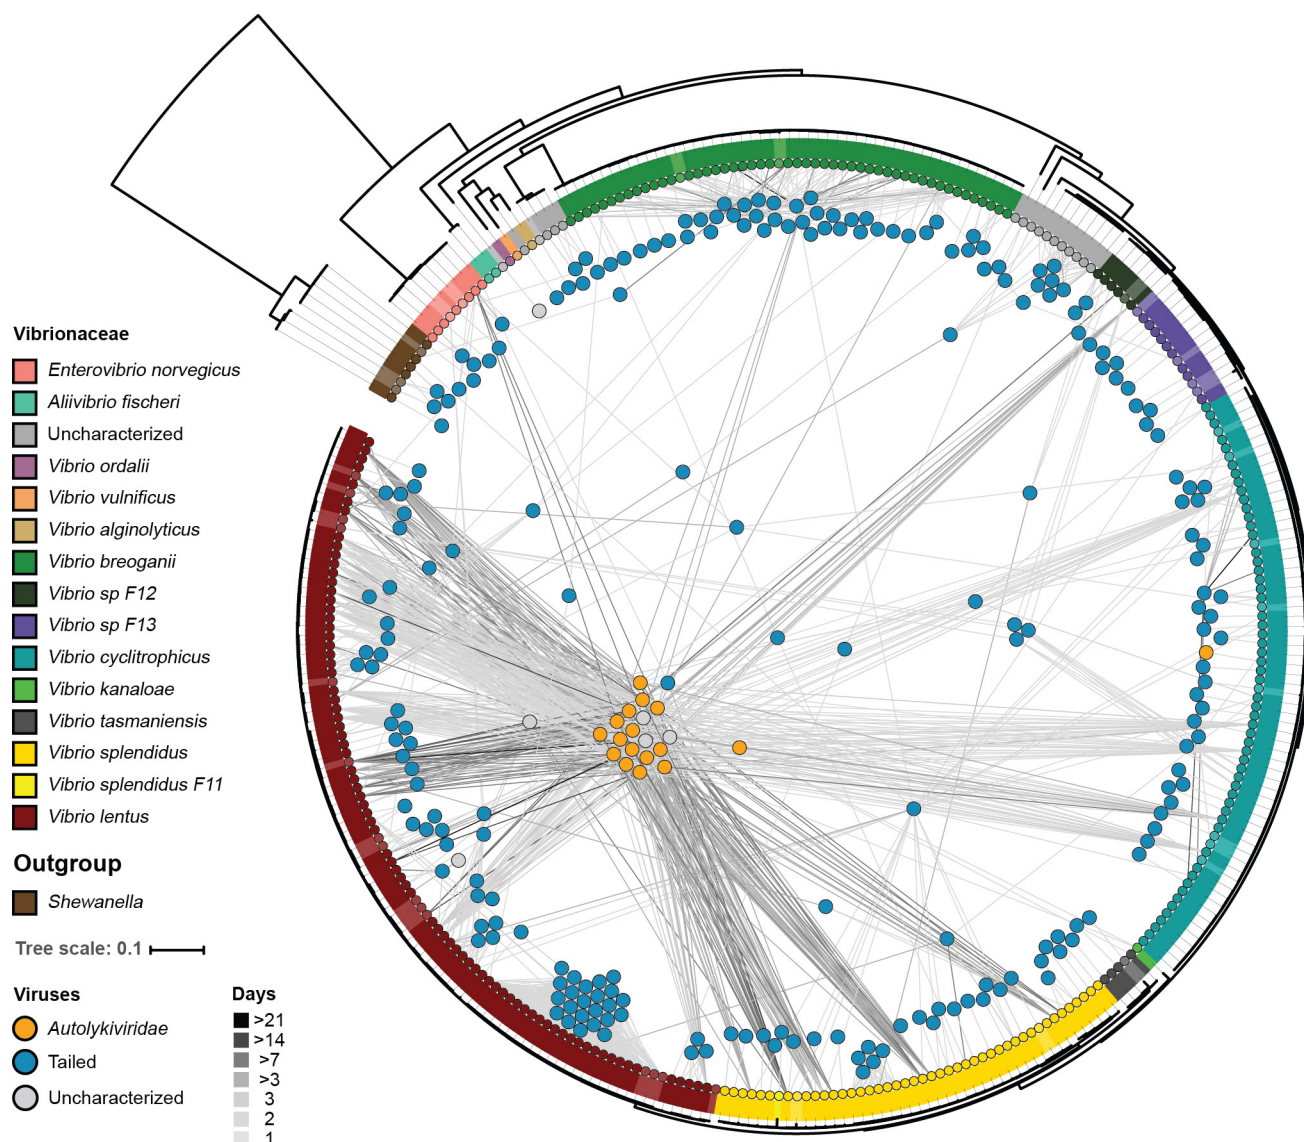 Vibrionaceae
Enterovibrio norvegicus
Aliivibrio fischeri
Uncharacterized
Vibrio ordalii
Vibrio vulnificus
Vibrio alginolyticus
Vibrio breoganii
Vibrio sp F12
Vibrio sp F13
Vibrio cyclitrophicus
Vibrio kanaloae
Vibrio tasmaniensis
Vibrio splendidus
Vibrio splendidus F11
Vibrio lentus
Outgroup
Shewanella
Tree scale: 0.1
Viruses
Autolykiviridae
Tailed
Uncharacterized
Days
>21
>14
>7
>3
3
2
1